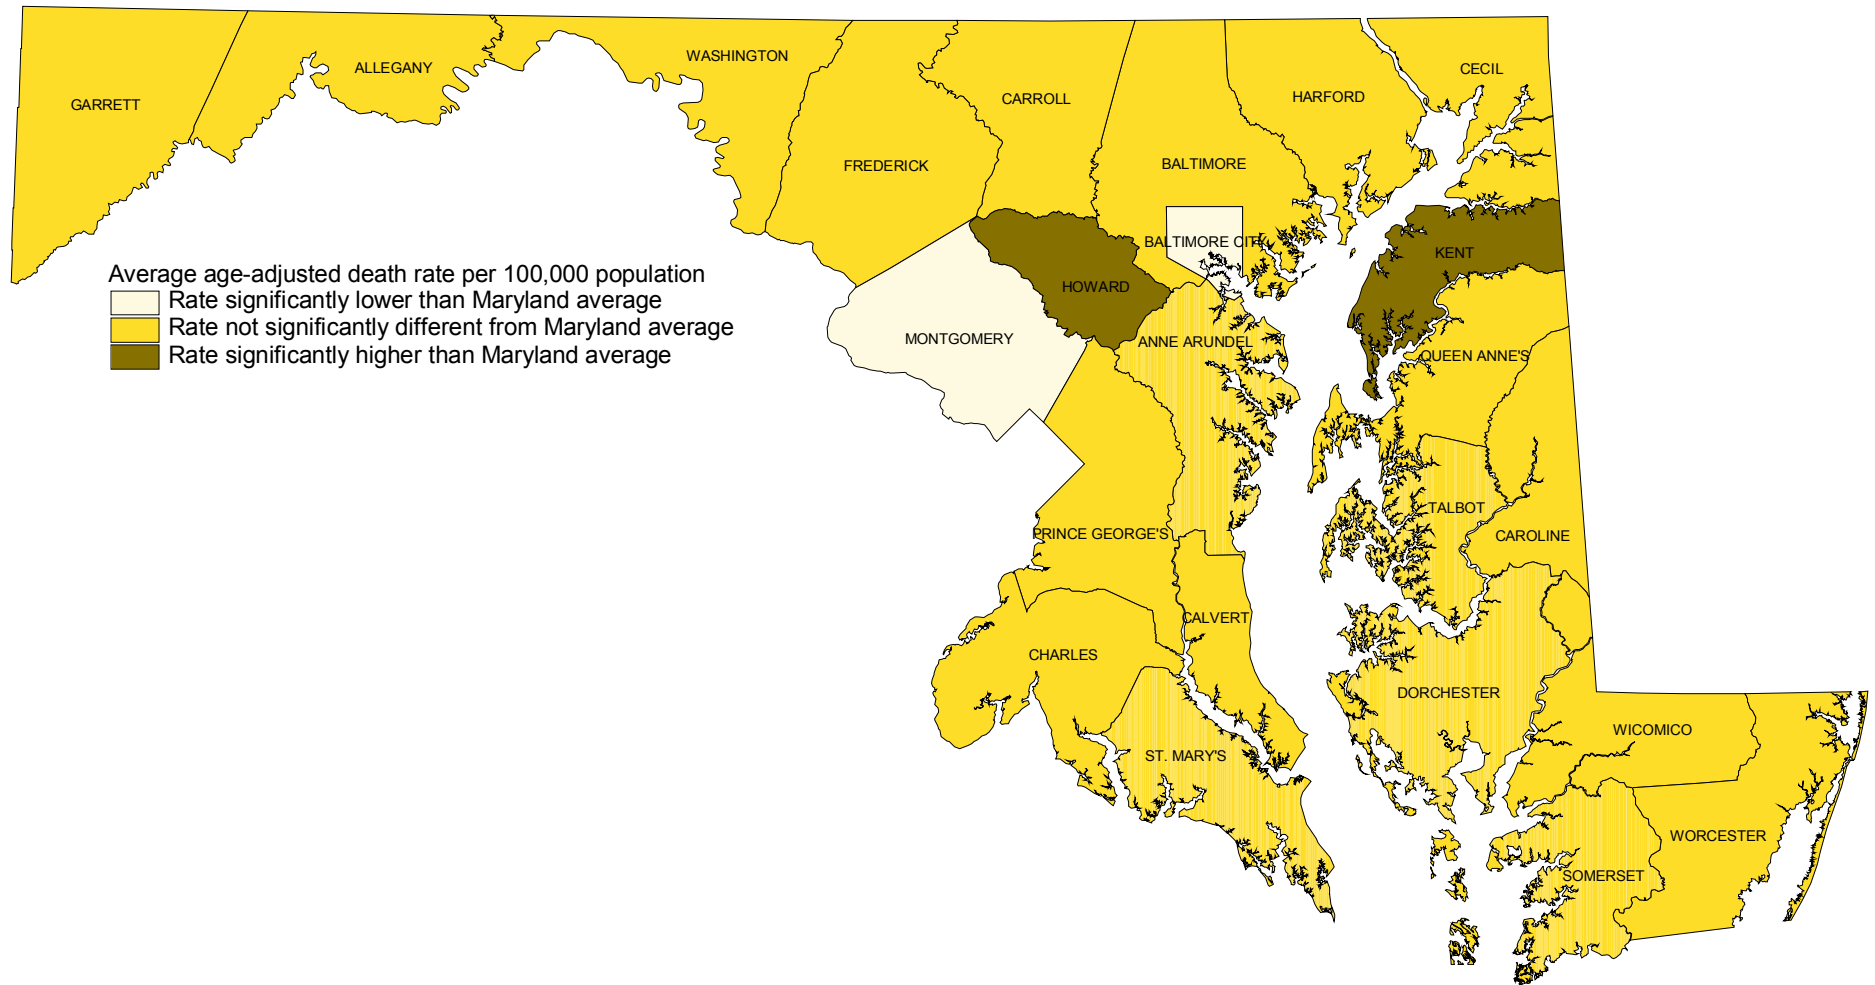 WASHINGTON
ALLEGANY
CECIL
GARRETT
CARROLL
HARFORD
FREDERICK
BALTIMORE
BALTIMORE CITY
KENT
Average age-adjusted death rate per 100,000 population
Rate significantly lower than Maryland average
Rate not significantly different from Maryland average
Rate significantly higher than Maryland average
HOWARD
MONTGOMERY
ANNE ARUNDEL
QUEEN ANNE'S
TALBOT
PRINCE GEORGE'S
CAROLINE
CALVERT
CHARLES
DORCHESTER
WICOMICO
ST. MARY'S
WORCESTER
SOMERSET